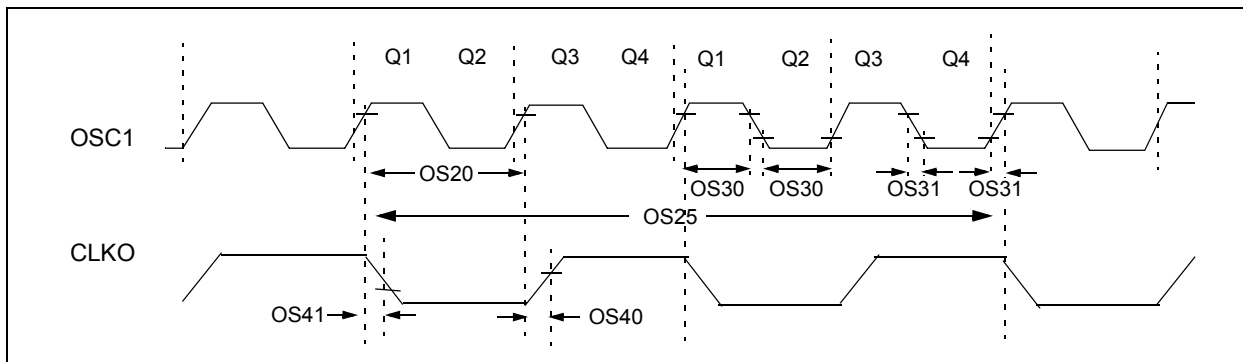 Q1 Q2 Q3 Q4 Q1 Q2 Q3 Q4
OSC1
OS20 OS30 OS30 OS31 OS31
OS25
CLKO
OS41 OS40